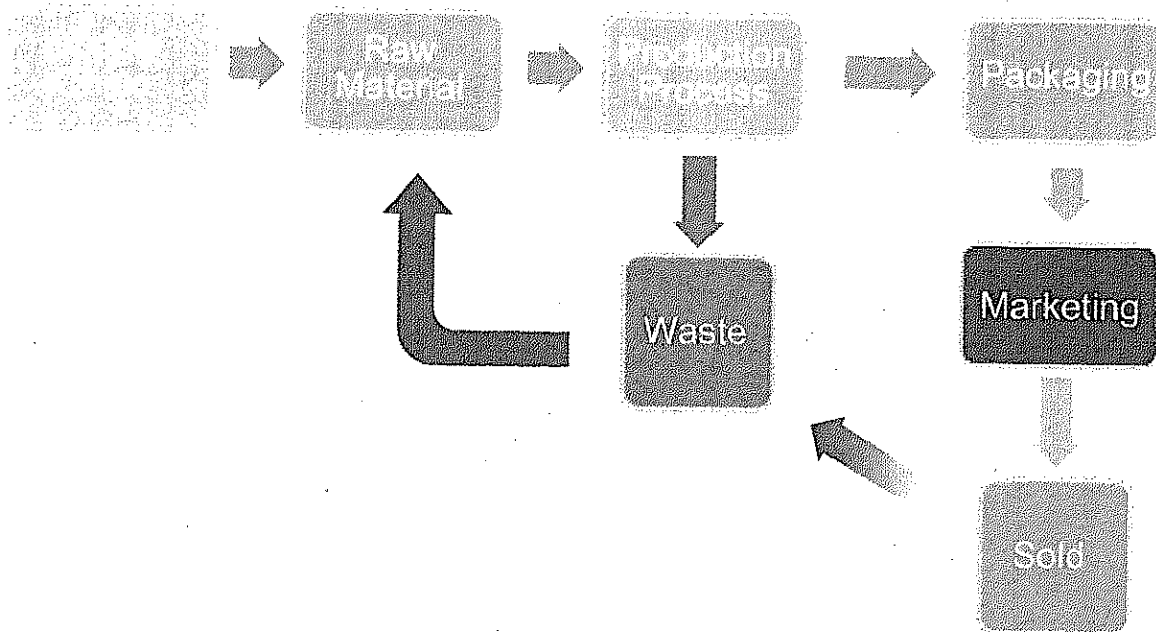 Raw
Material
Production
Process
Packaging
Waste
Marketing
Sold